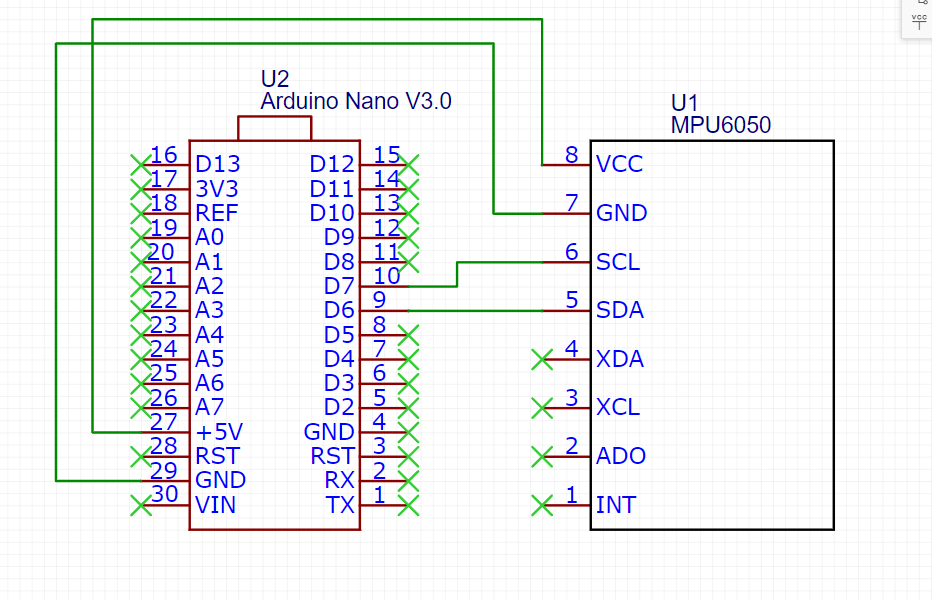 vcc
U2
Arduino Nano V3.0
U1
MPU6050
16 D13 D12 15
17 3V3 D11 14
18 REF D10 13
19 A0 D9 12
20 A1 D8 11
21 A2 D7 10
22 A3 D6 9
23 A4 D5 8
24 A5 D4 7
25 A6 D3 6
26 A7 D2 5
27 +5V GND 4
28 RST RST 3
29 GND RX 2
30 VIN TX 1
8 VCC
7 GND
6 SCL
5 SDA
4 XDA
3 XCL
2 ADO
1 INT